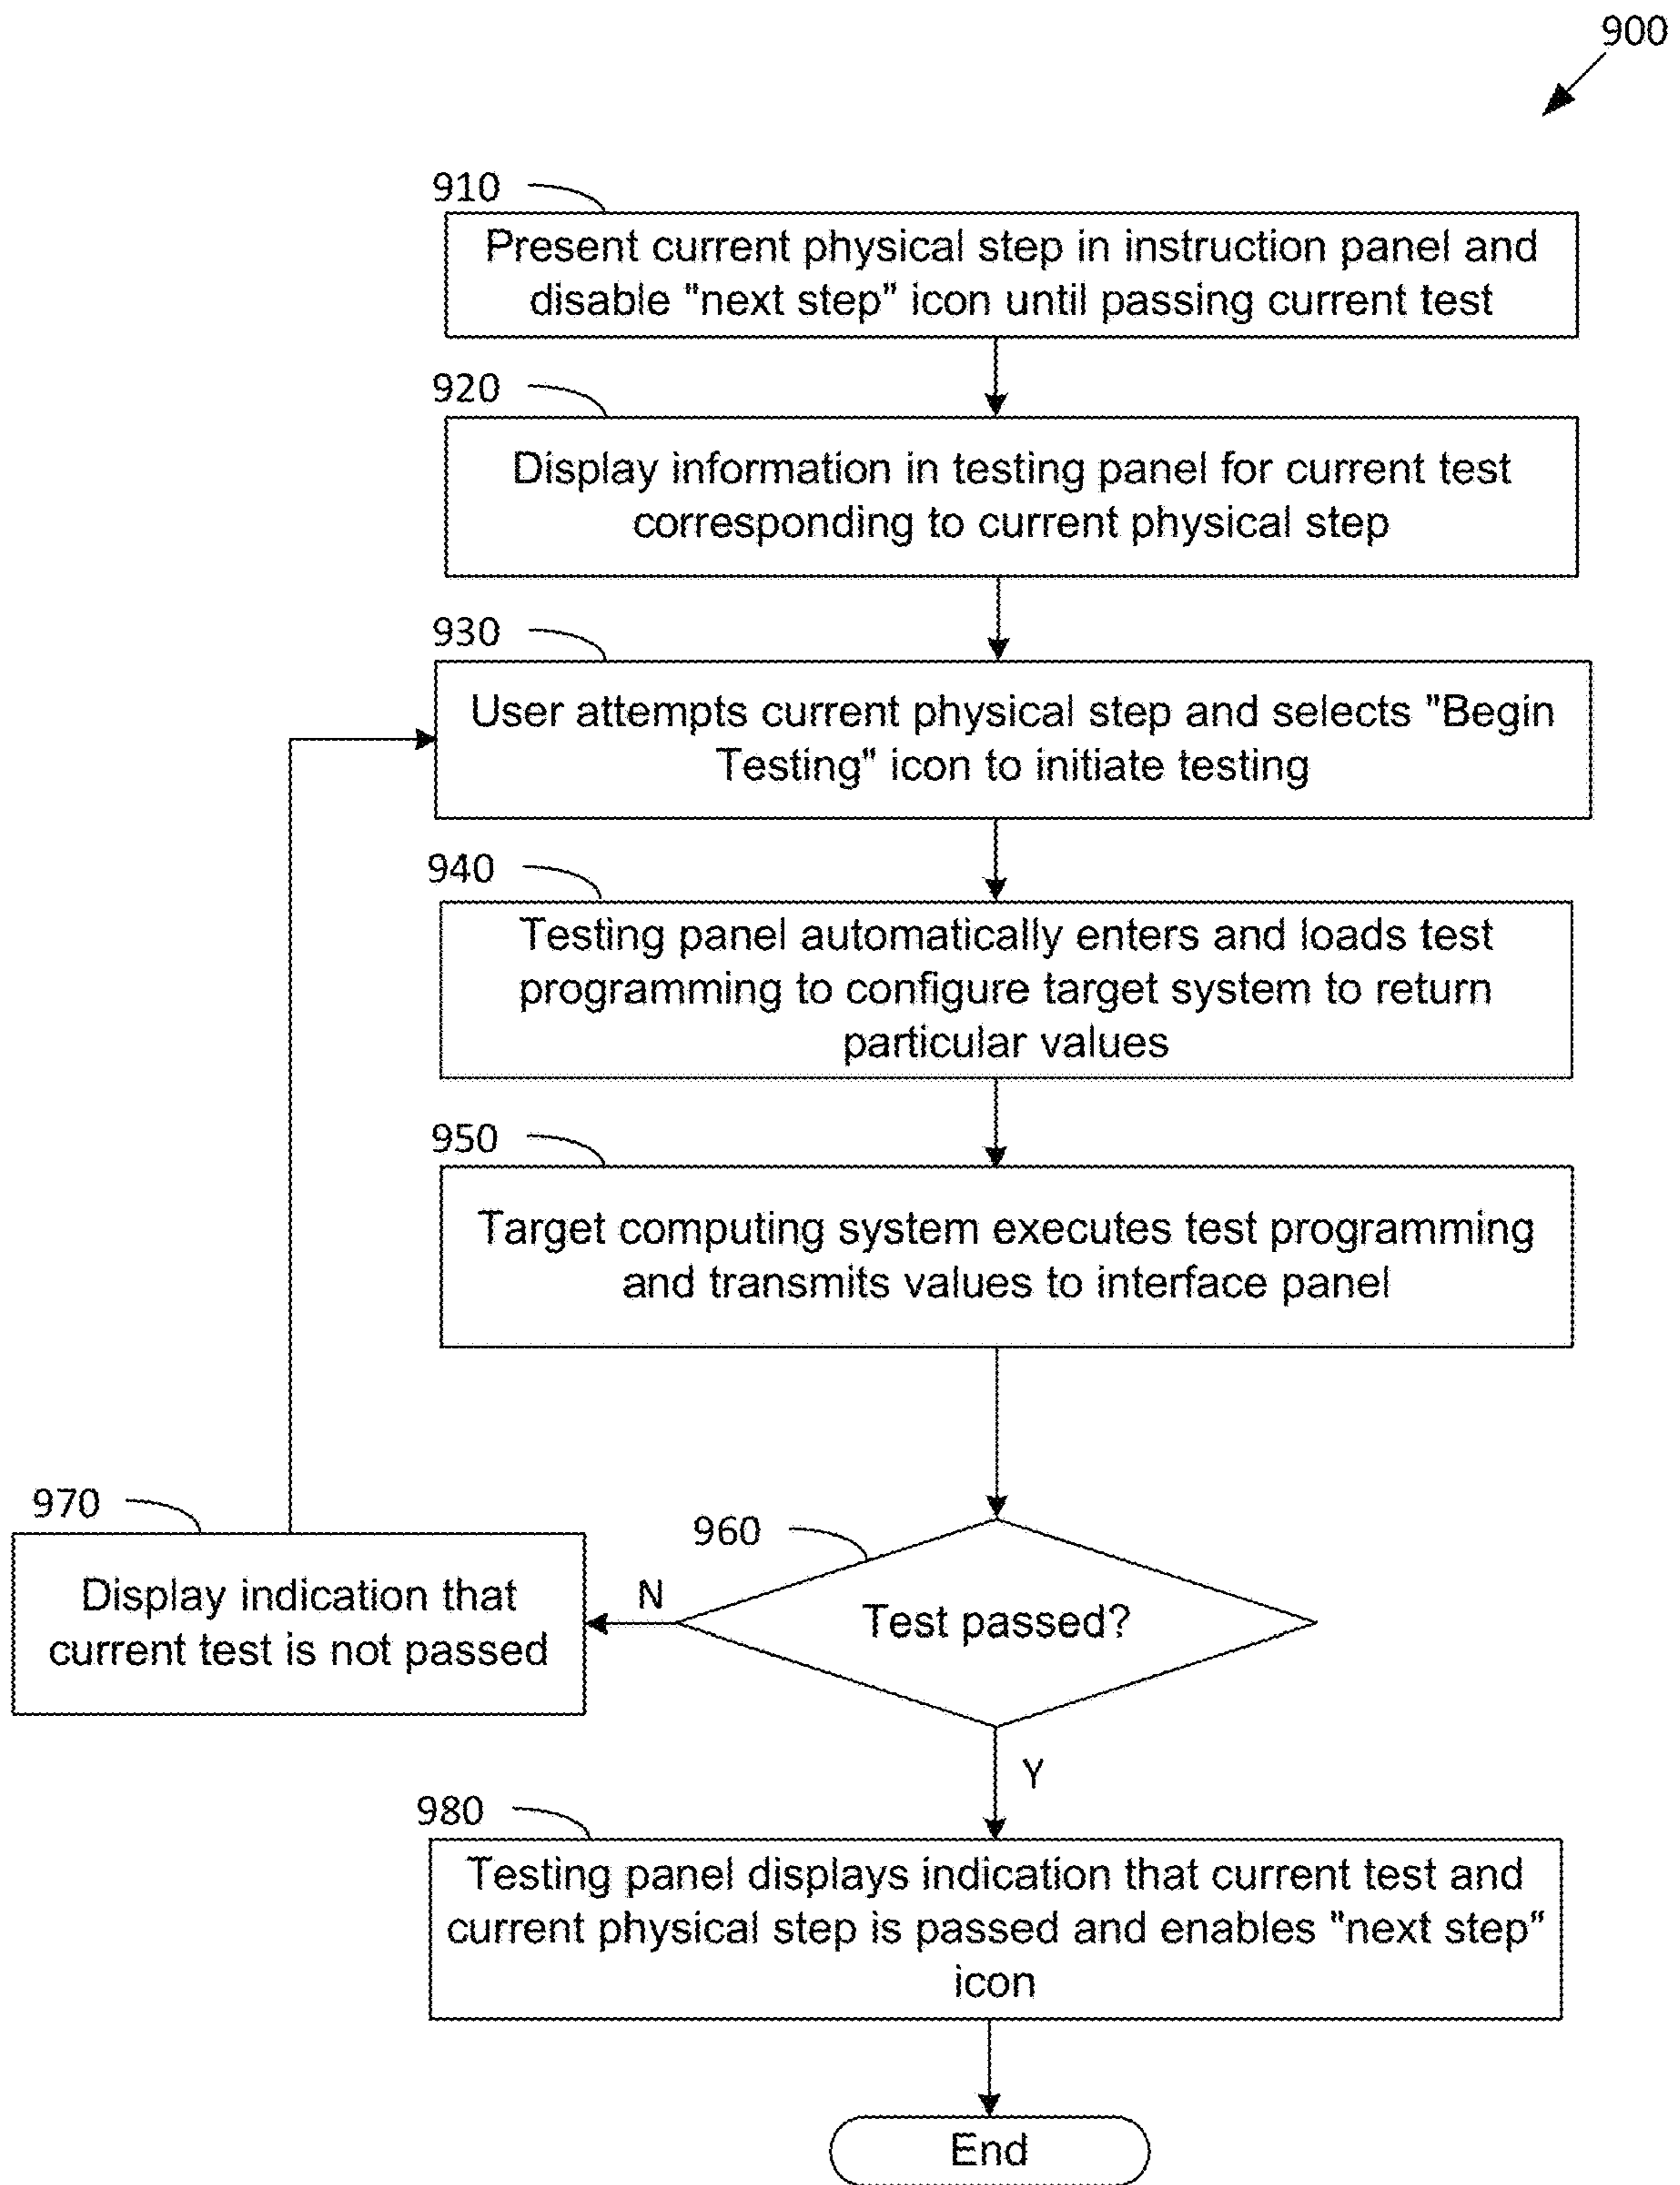 900
910
Present current physical step in instruction panel and
disable "next step" icon until passing current test
920
Display information in testing panel for current test
corresponding to current physical step
930
User attempts current physical step and selects "Begin
Testing" icon to initiate testing
940
Testing panel automatically enters and loads test
programming to configure target system to return
particular values
950
Target computing system executes test programming
and transmits values to interface panel
960
Test passed?
N
970
Display indication that
current test is not passed
Y
980
Testing panel displays indication that current test and
current physical step is passed and enables "next step"
icon
End